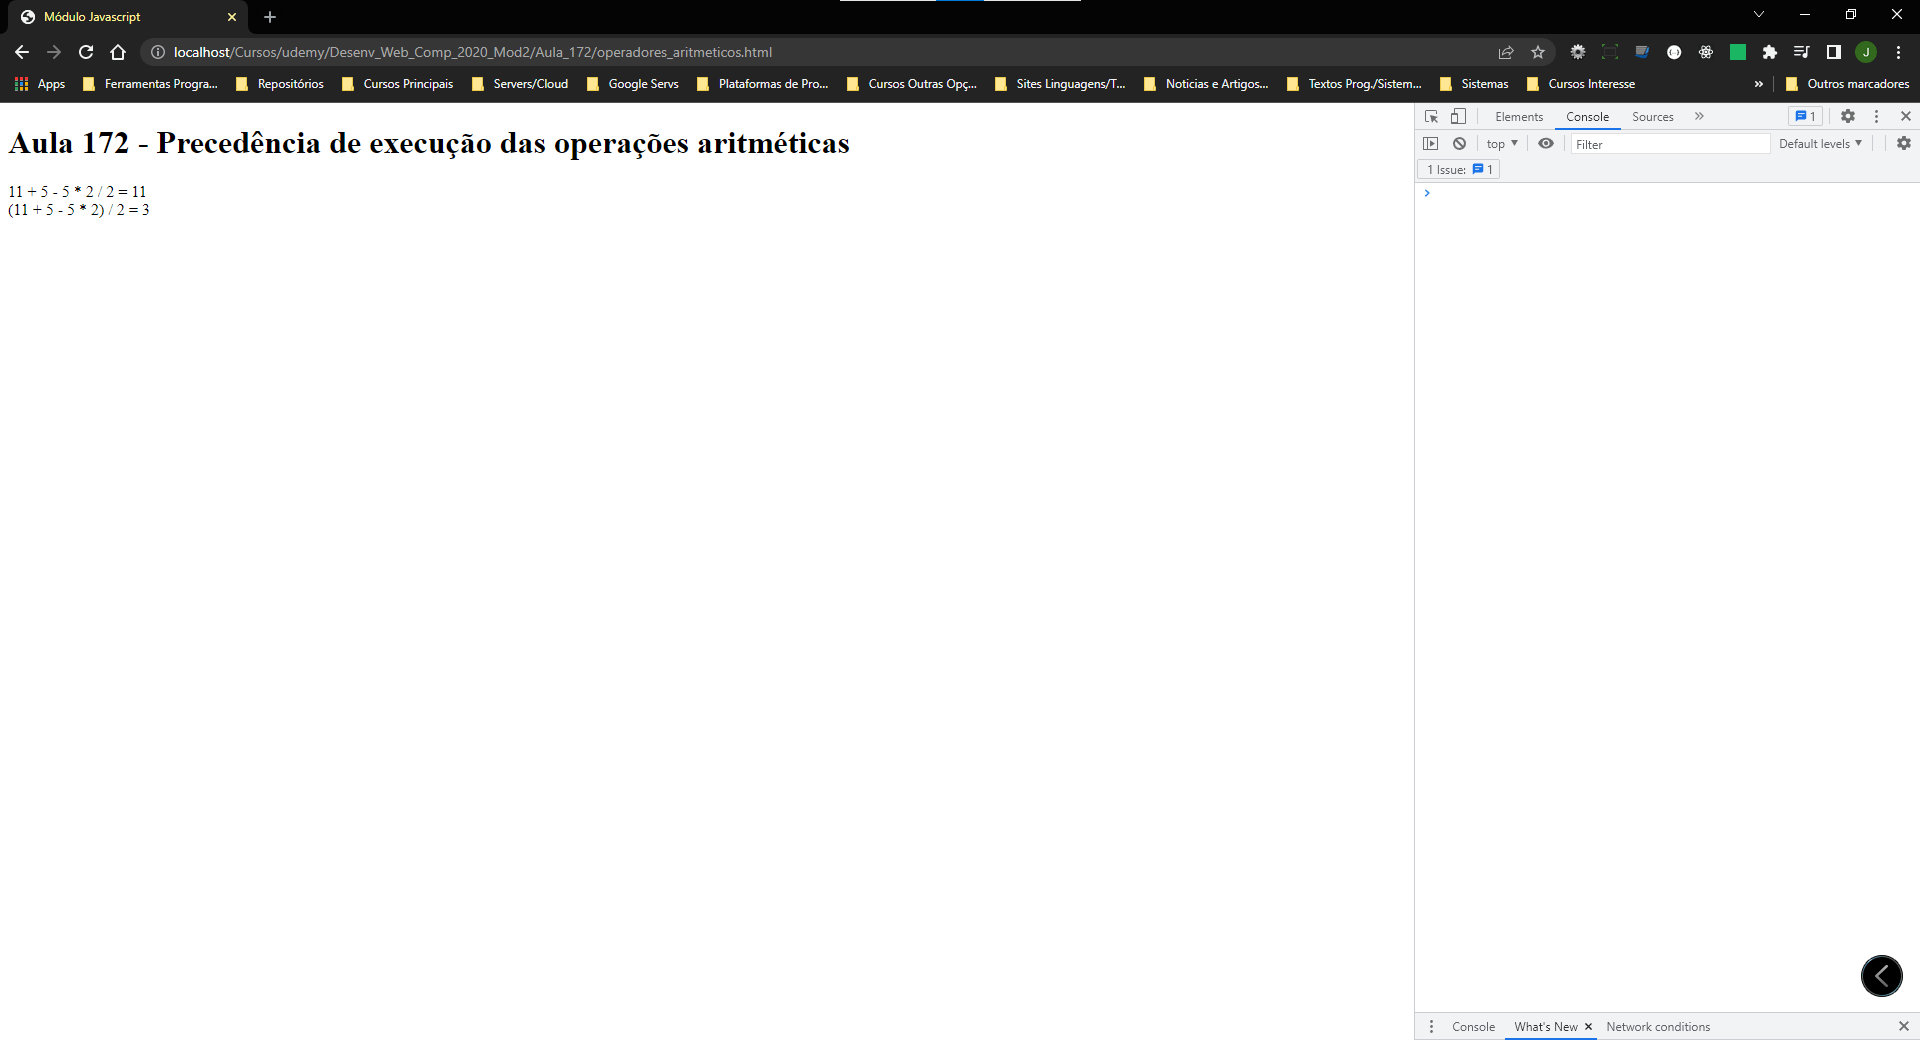 Módulo Javascript
localhost/Cursos/udemy/Desenv_Web_Comp_2020_Mod2/Aula_172/operadores_aritmeticos.html
J
Apps Ferramentas Progra... Repositórios Cursos Principais Servers/Cloud Google Servs Plataformas de Pro... Cursos Outras Opç... Sites Linguagens/T... Noticias e Artigos... Textos Prog./Sistem... Sistemas Cursos Interesse » Outros marcadores
Aula 172 - Precedência de execução das operações aritméticas
11 + 5 - 5 * 2 / 2 = 11
(11 + 5 - 5 * 2) / 2 = 3
Elements Console Sources » 1
top Filter Default levels
1 Issue: 1
Console What's New Network conditions